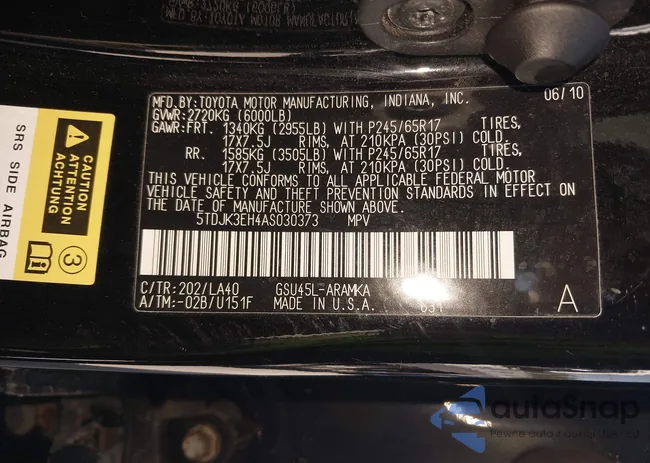 MFD.BY:TOYOTA MOTOR MANUFACTURING, INDIANA, INC. 06/10
GVWR:2720KG (6000LB)
GAWR:FRT. 1340KG (2955LB) WITH P245/65R17 TIRES,
17X7.5J RIMS, AT 210KPA (30PSI) COLD.
RR. 1585KG (3505LB) WITH P245/65R17 TIRES,
17X7.5J RIMS, AT 210KPA (30PSI) COLD.
THIS VEHICLE CONFORMS TO ALL APPLICABLE FEDERAL MOTOR
VEHICLE SAFETY AND THEFT PREVENTION STANDARDS IN EFFECT ON
THE DATE OF MANUFACTURE SHOWN ABOVE.
5TDJK3EH4AS030373 MPV
C/TR:202/LA40 GSU45L-ARAMKA
A/TM:-02B/U151F MADE IN U.S.A. A
SRS SIDE AIRBAG
CAUTION
ATTENTION
ACHTUNG
3
autoSnap